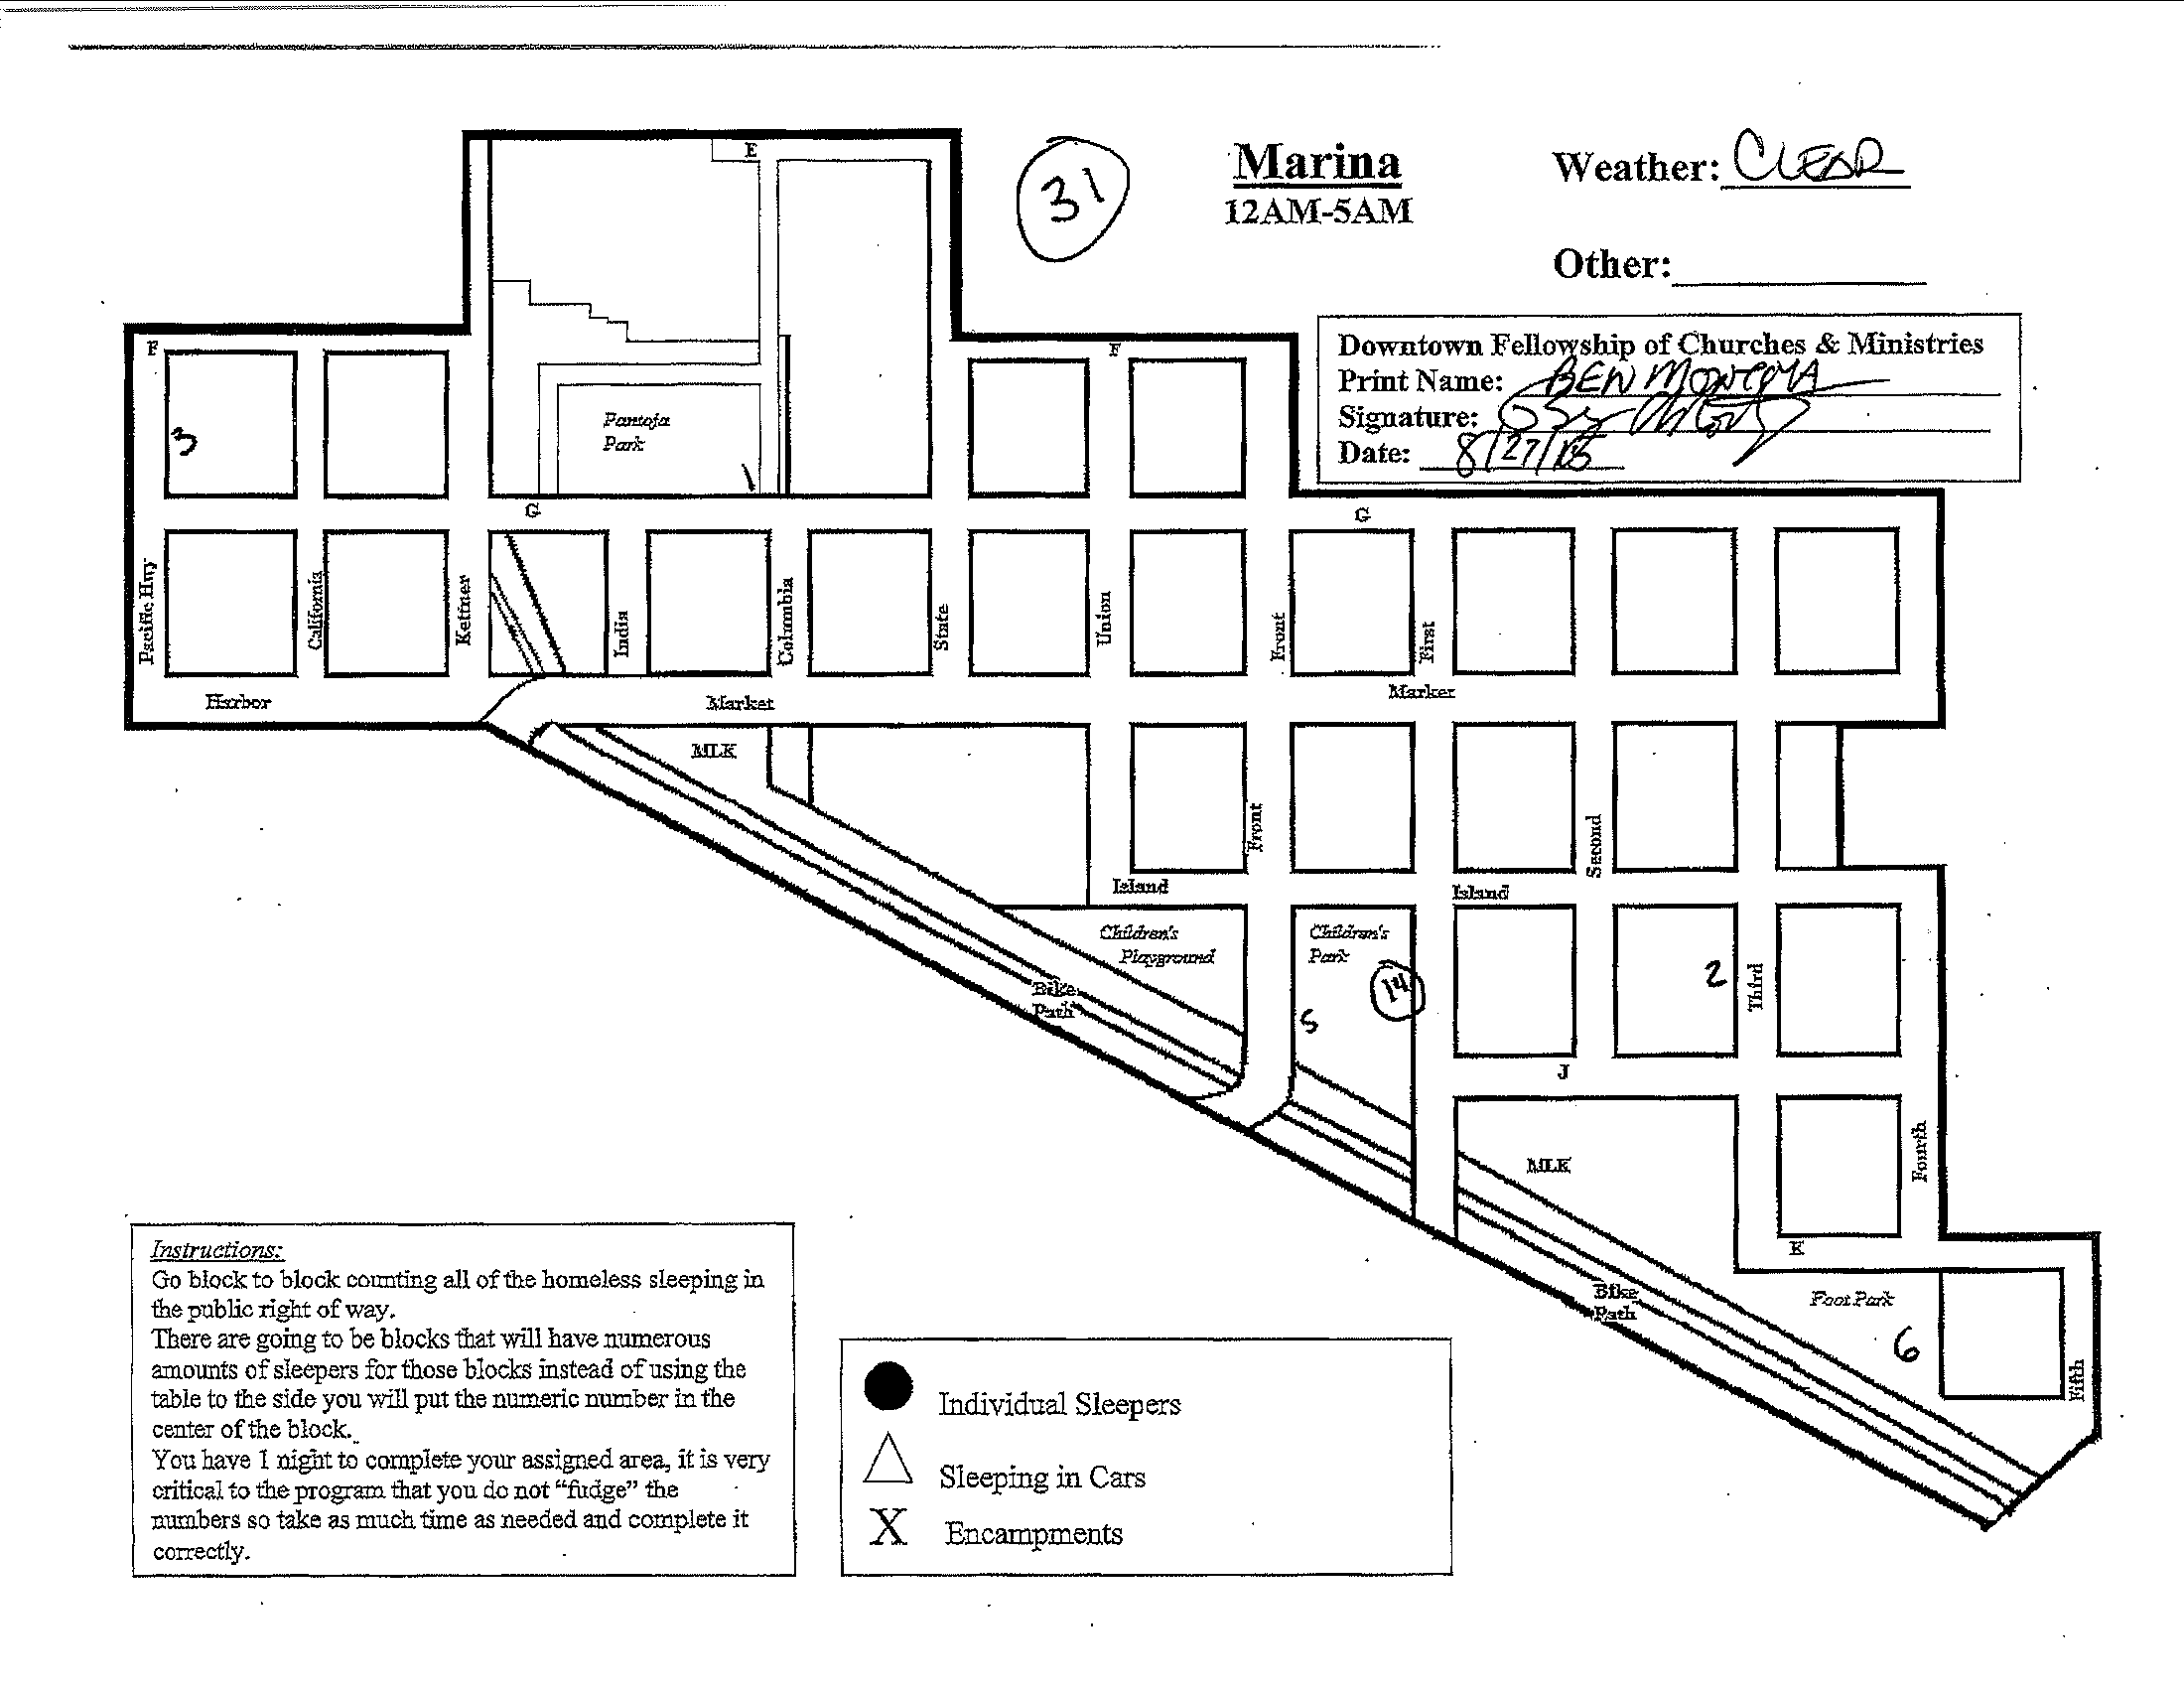 E
31
Marina
12AM-5AM
Weather: CLEAR
Other:
Downtown Fellowship of Churches & Ministries
Print Name: BEN
Signature:
Date: 8/27/15
F
F
3
Pantoja
Park
1
G
G
Pacific Hwy
California
Kettner
India
Columbia
State
Union
Front
First
Harbor
Market
Market
MLK
Front
Second
Island
Island
Children's
Playground
Children's
Park
14
5
2
Third
Bike
Path
J
MLK
Fourth
K
Bike
Path
Foot Park
6
Fifth
Instructions:
Go block to block counting all of the homeless sleeping in
the public right of way.
There are going to be blocks that will have numerous
amounts of sleepers for those blocks instead of using the
table to the side you will put the numeric number in the
center of the block.
You have 1 night to complete your assigned area, it is very
critical to the program that you do not "fudge" the
numbers so take as much time as needed and complete it
correctly.
Individual Sleepers
Sleeping in Cars
X Encampments